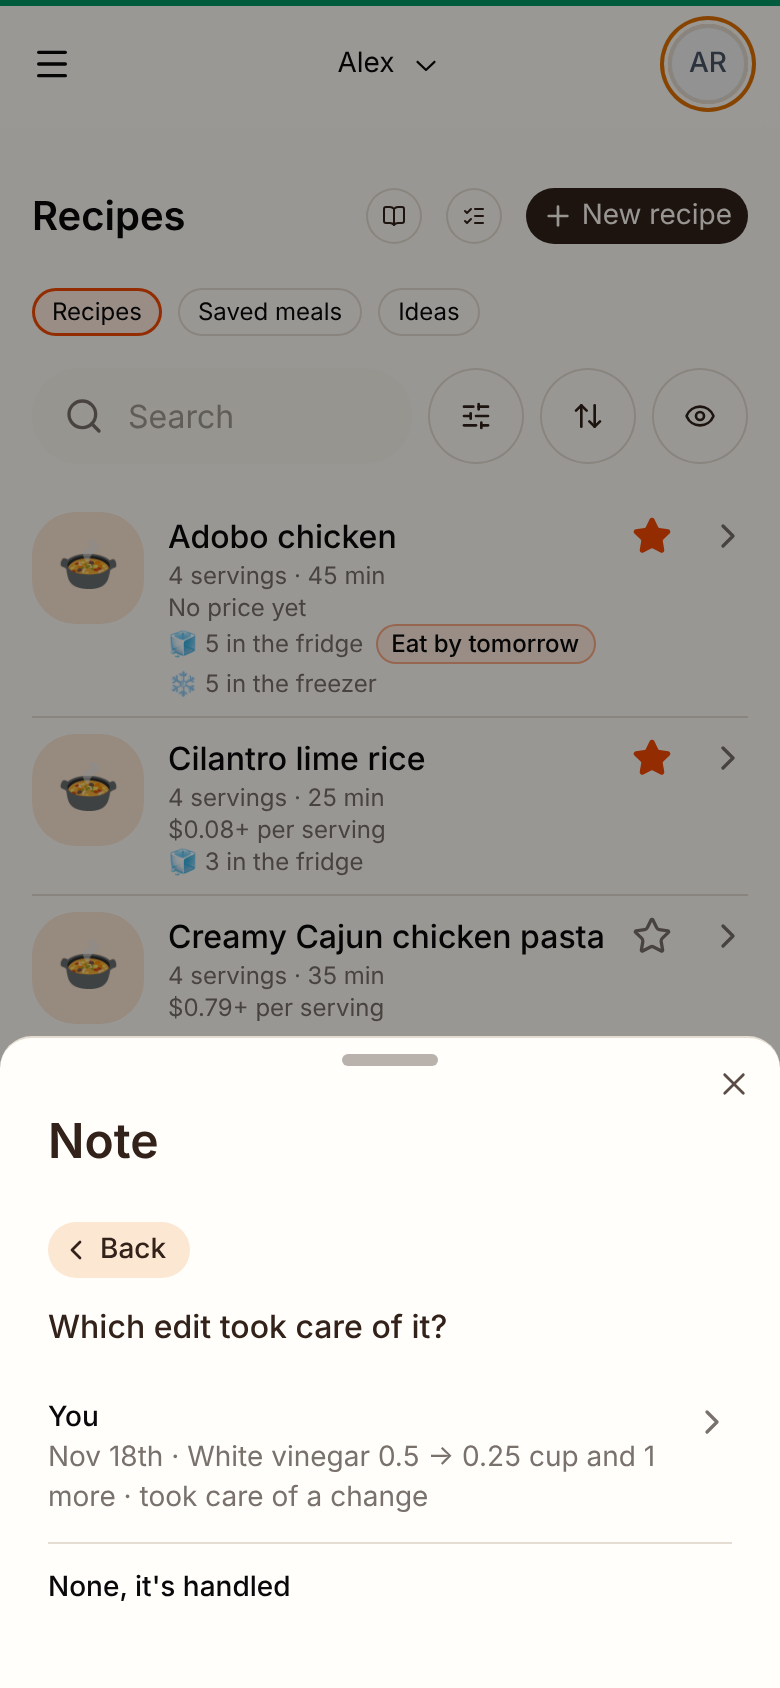 Alex
AR
Recipes
New recipe
Recipes
Saved meals
Ideas
Search
Adobo chicken
4 servings · 45 min
No price yet
5 in the fridge
Eat by tomorrow
5 in the freezer
Cilantro lime rice
4 servings · 25 min
$0.08+ per serving
3 in the fridge
Creamy Cajun chicken pasta
4 servings · 35 min
$0.79+ per serving
Note
Back
Which edit took care of it?
You
Nov 18th · White vinegar 0.5 → 0.25 cup and 1
more · took care of a change
None, it's handled